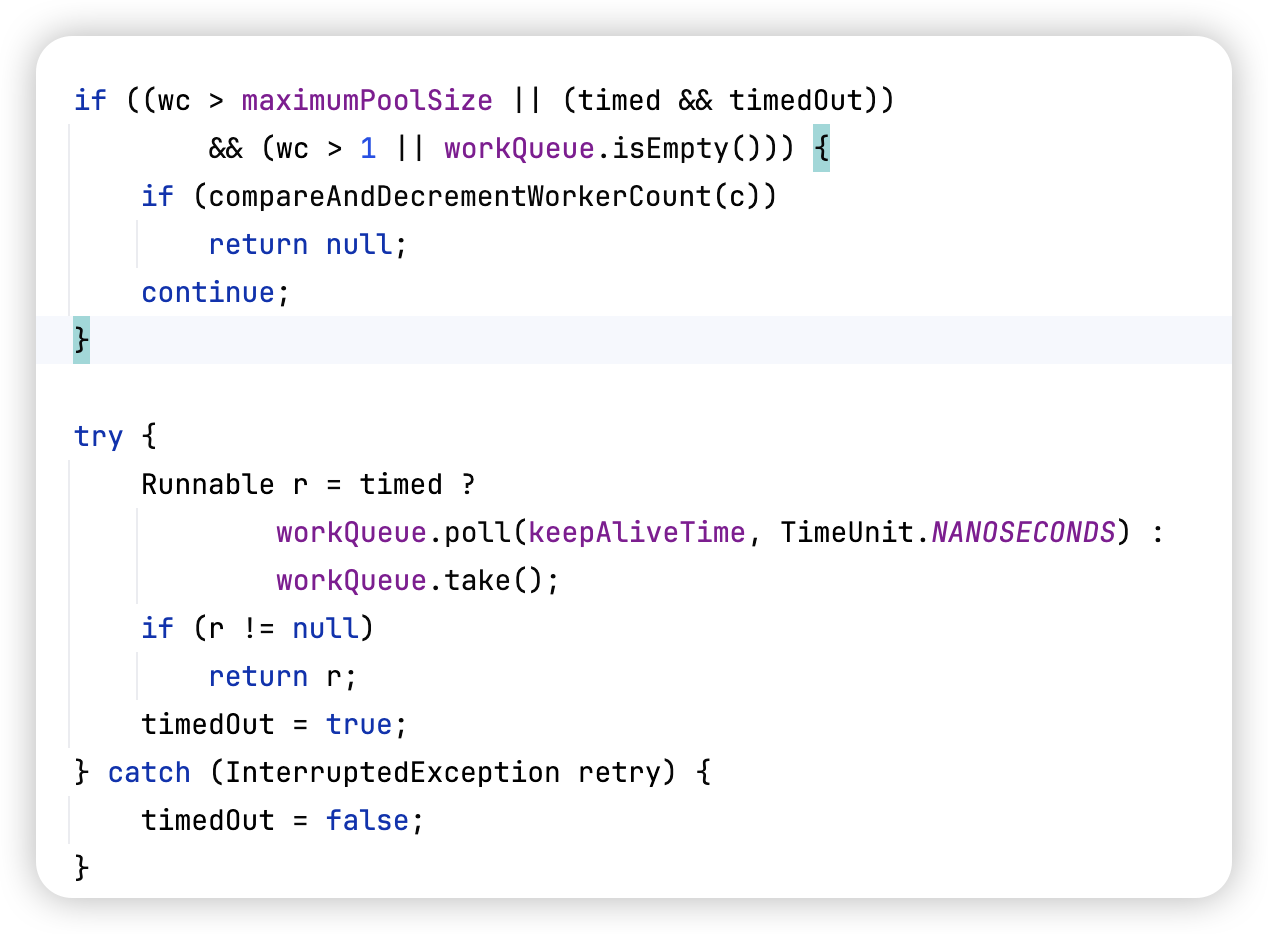 if ((wc > maximumPoolSize || (timed && timedOut))
        && (wc > 1 || workQueue.isEmpty())) {
    if (compareAndDecrementWorkerCount(c))
        return null;
    continue;
}

try {
    Runnable r = timed ?
            workQueue.poll(keepAliveTime, TimeUnit.NANOSECONDS) :
            workQueue.take();
    if (r != null)
        return r;
    timedOut = true;
} catch (InterruptedException retry) {
    timedOut = false;
}